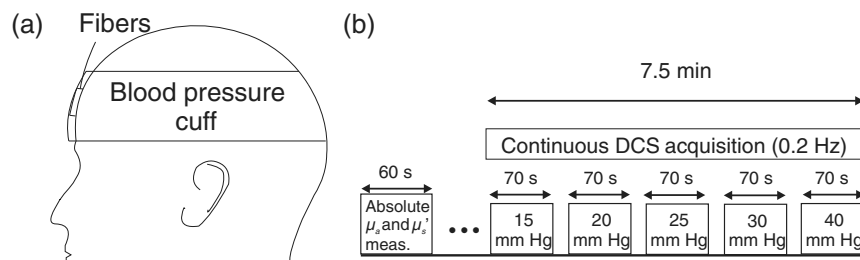 (a)
Fibers
Blood pressure
cuff
(b)
7.5 min
Continuous DCS acquisition (0.2 Hz)
60 s
70 s 70 s 70 s 70 s 70 s
Absolute
μa and μs'
meas.
•••
15
mm Hg
20
mm Hg
25
mm Hg
30
mm Hg
40
mm Hg